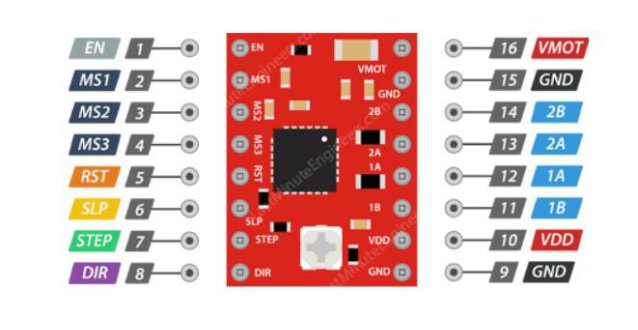 EN 1
MS1 2
MS2 3
MS3 4
RST 5
SLP 6
STEP 7
DIR 8
EN
MS1
MS2
MS3
RST
SLP
STEP
DIR
VMOT
GND
2B
2A
1A
1B
VDD
GND
LastMinuteEngineers.com
16 VMOT
15 GND
14 2B
13 2A
12 1A
11 1B
10 VDD
9 GND